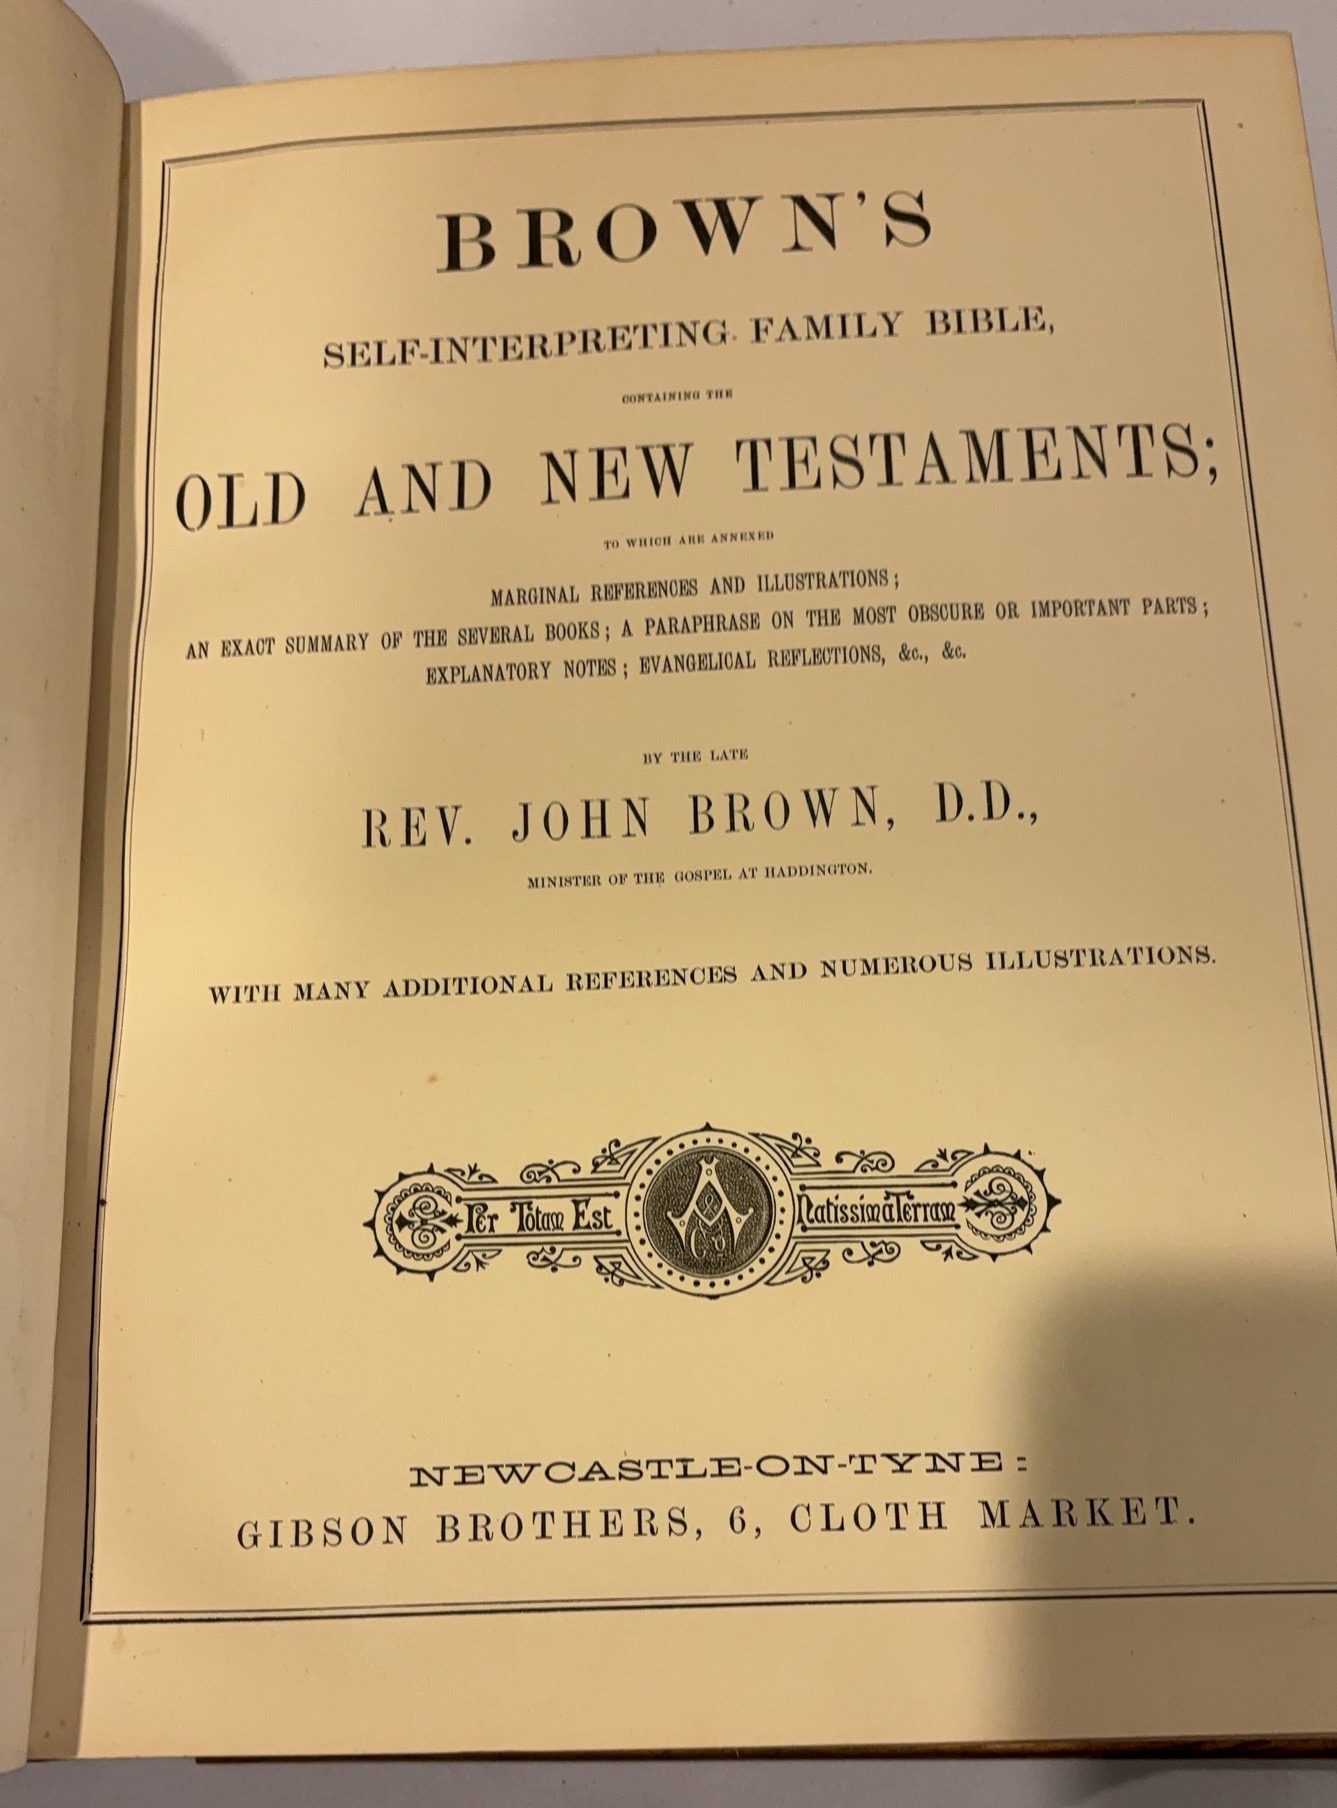 BROWN'S
SELF-INTERPRETING FAMILY BIBLE,
CONTAINING THE
OLD AND NEW TESTAMENTS;
TO WHICH ARE ANNEXED
MARGINAL REFERENCES AND ILLUSTRATIONS;
AN EXACT SUMMARY OF THE SEVERAL BOOKS; A PARAPHRASE ON THE MOST OBSCURE OR IMPORTANT PARTS;
EXPLANATORY NOTES; EVANGELICAL REFLECTIONS, &c., &c.
BY THE LATE
REV. JOHN BROWN, D.D.,
MINISTER OF THE GOSPEL AT HADDINGTON.
WITH MANY ADDITIONAL REFERENCES AND NUMEROUS ILLUSTRATIONS.
Per Totam Est Natissima Terram
NEWCASTLE-ON-TYNE:
GIBSON BROTHERS, 6, CLOTH MARKET.